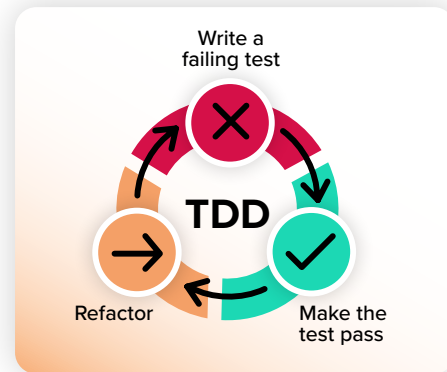 Write a
failing test
TDD
Refactor
Make the
test pass